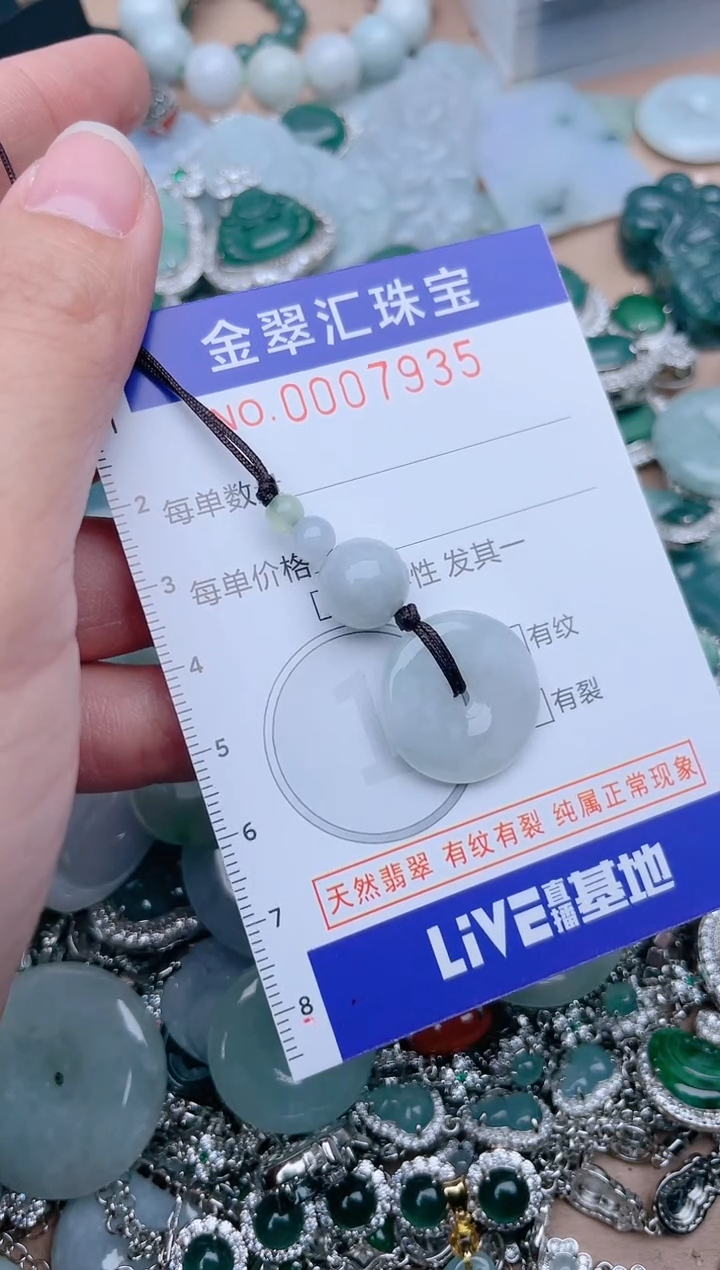 金翠汇珠宝
NO.0007935
2
每单数
3
每单价格
性 发其一
有纹
4
有裂
5
1
6
天然翡翠 有纹有裂 纯属正常现象
7
LiVE直播基地
8